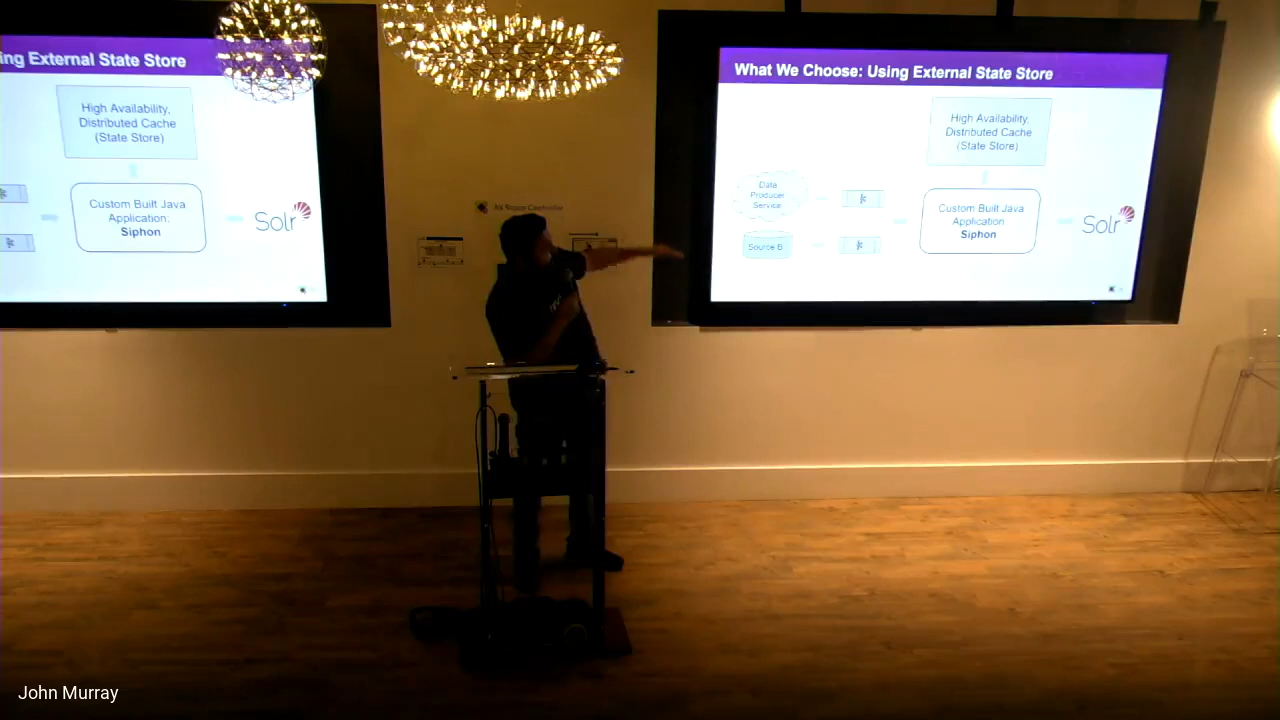 ing External State Store
High Availability,
Distributed Cache
(State Store)
Custom Built Java
Application:
Siphon
Solr
What We Choose: Using External State Store
High Availability,
Distributed Cache
(State Store)
Data
Producer
Service
Source B
Custom Built Java
Application:
Siphon
Solr
John Murray